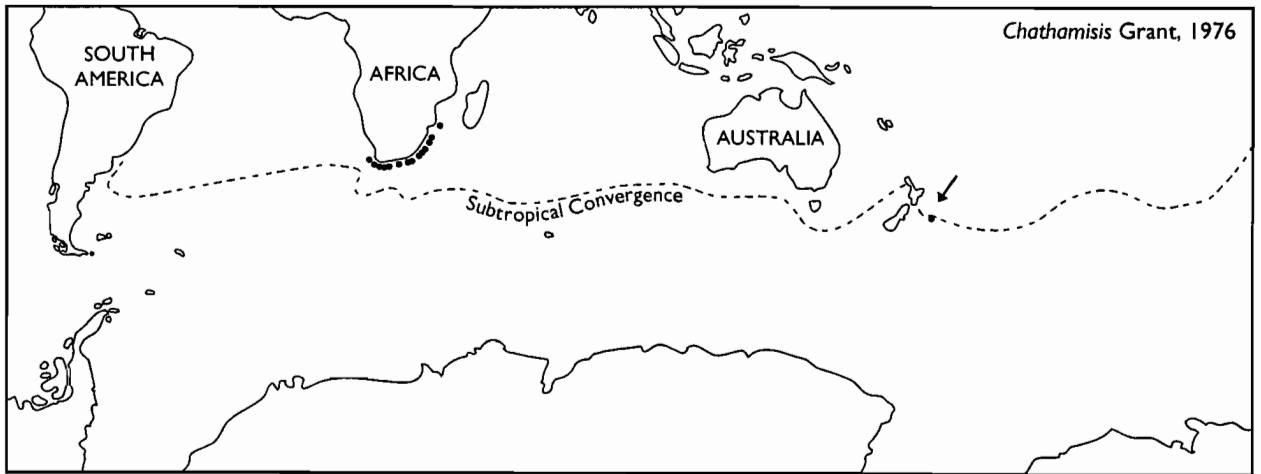 Chathamisis Grant, 1976
SOUTH
AMERICA
AFRICA
AUSTRALIA
Subtropical Convergence